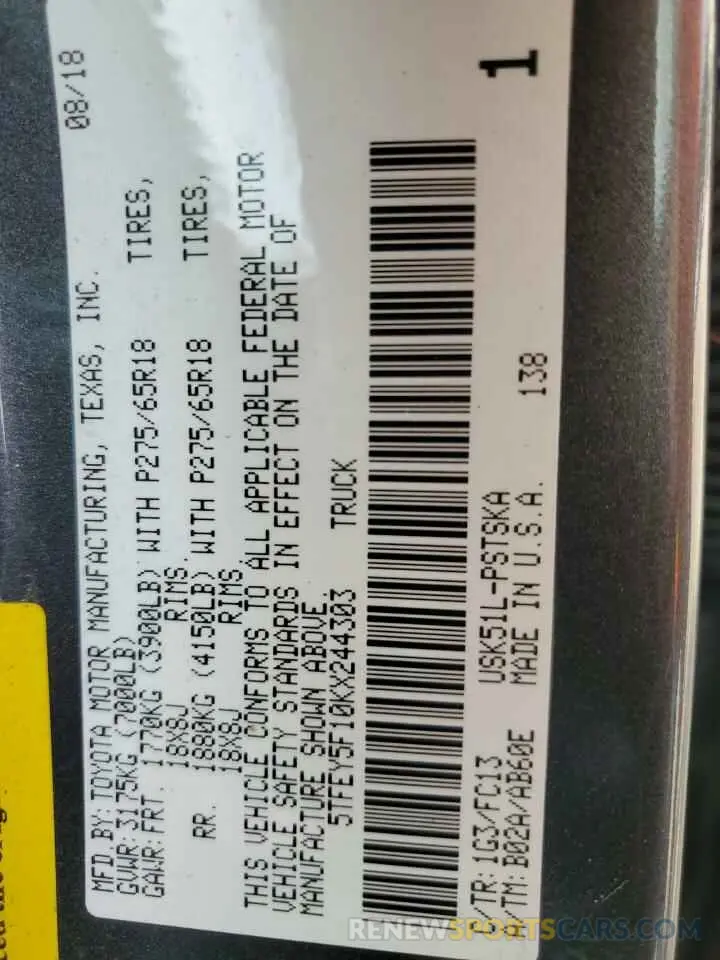 MFD. BY: TOYOTA MOTOR MANUFACTURING, TEXAS, INC. 08/18
GVWR: 3175KG (7000LB)
GAWR: FRT. 1770KG (3900LB) WITH P275/65R18 TIRES,
18X8J RIMS.
RR. 1880KG (4150LB) WITH P275/65R18 TIRES,
18X8J RIMS.
THIS VEHICLE CONFORMS TO ALL APPLICABLE FEDERAL MOTOR
VEHICLE SAFETY STANDARDS IN EFFECT ON THE DATE OF
MANUFACTURE SHOWN ABOVE.
5TFEY5F10KX244303 TRUCK
1
C/TR: 1G3/FC13 USK51L-PSTSKA
A/TM: B02A/AB60E MADE IN U.S.A. 138
RENEWSPORTSCARS.COM